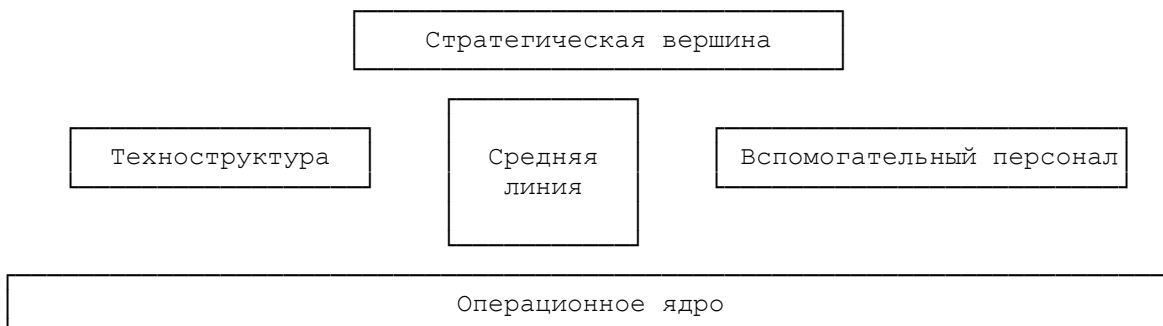 Стратегическая вершина
Техноструктура
Средняя
линия
Вспомогательный персонал
Операционное ядро